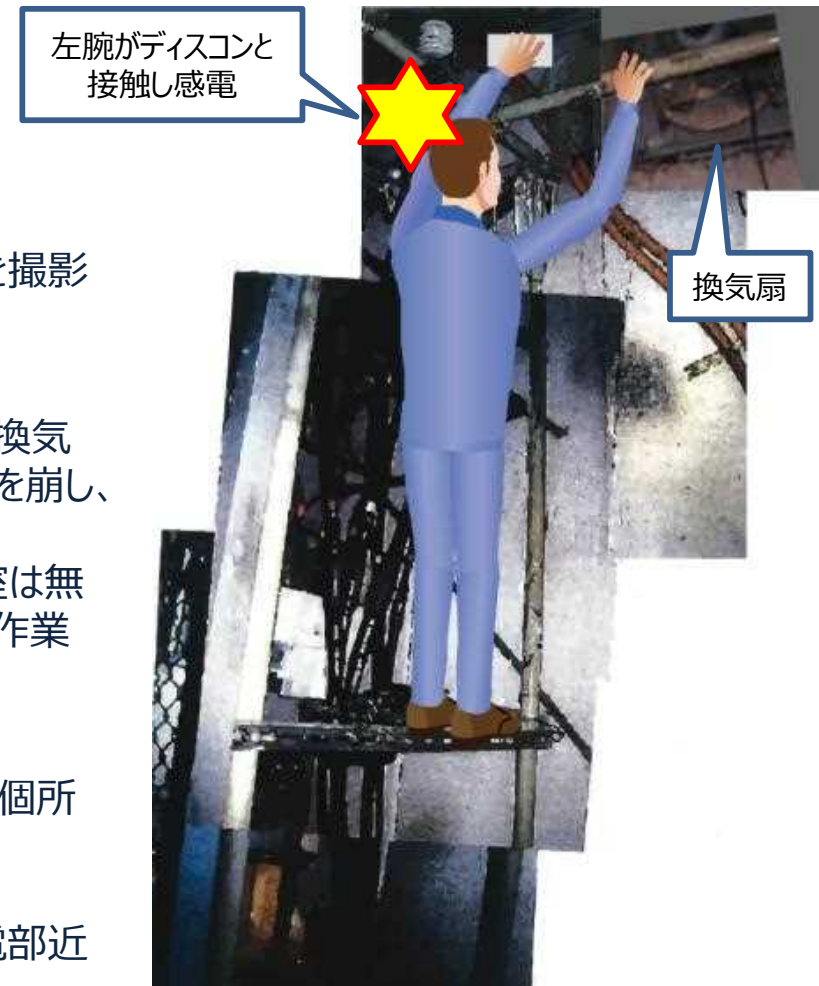 左腕がディスコンと
接触し感電
換気扇
を撮影
換気
を崩し、
室は無
作業
個所
電部近